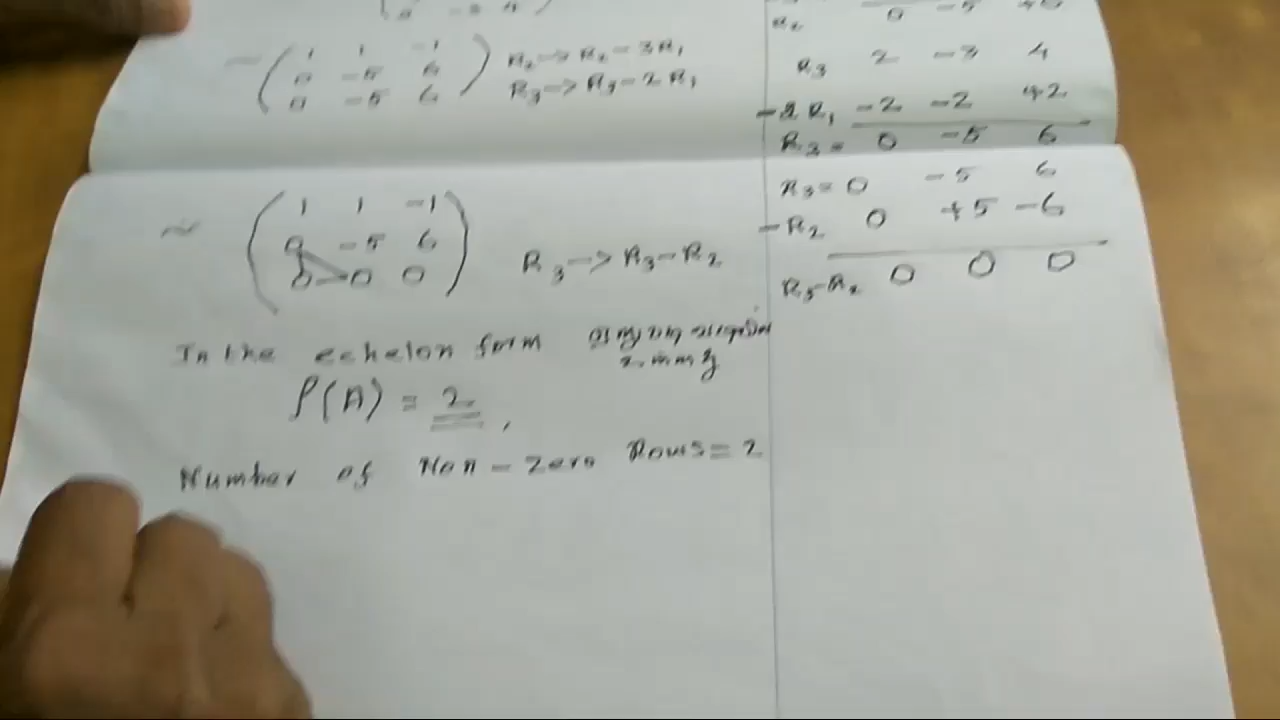 ~ ( 1 1 -1 ) R₂ -> R₂ - 3R₁
0 -5 6 R₃ -> R₃ - 2R₁
0 -5 6
~ ( 1 1 -1 )
0 -5 6
0 0 0 R₃ -> R₃ - R₂
In the echelon form
ρ(A) = 2,
Number of Non-zero Rows = 2
R₃ 2 -3 4
-2R₁ -2 -2 +2
0 -5 6
R₃ = 0 -5 6
-R₂ 0 +5 -6
R₃-R₂ 0 0 0